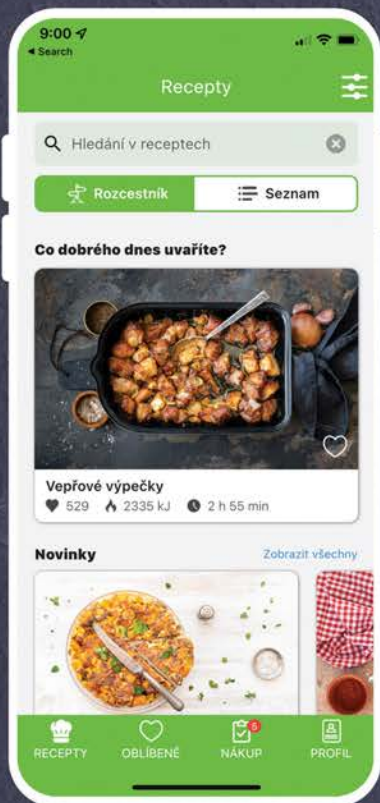 9:00
◀ Search
Recepty
Hledání v receptech
Rozcestník
Seznam
Co dobrého dnes uvaříte?
Vepřové výpečky
529 2335 kJ 2 h 55 min
Novinky Zobrazit všechny
5
RECEPTY OBLÍBENÉ NÁKUP PROFIL